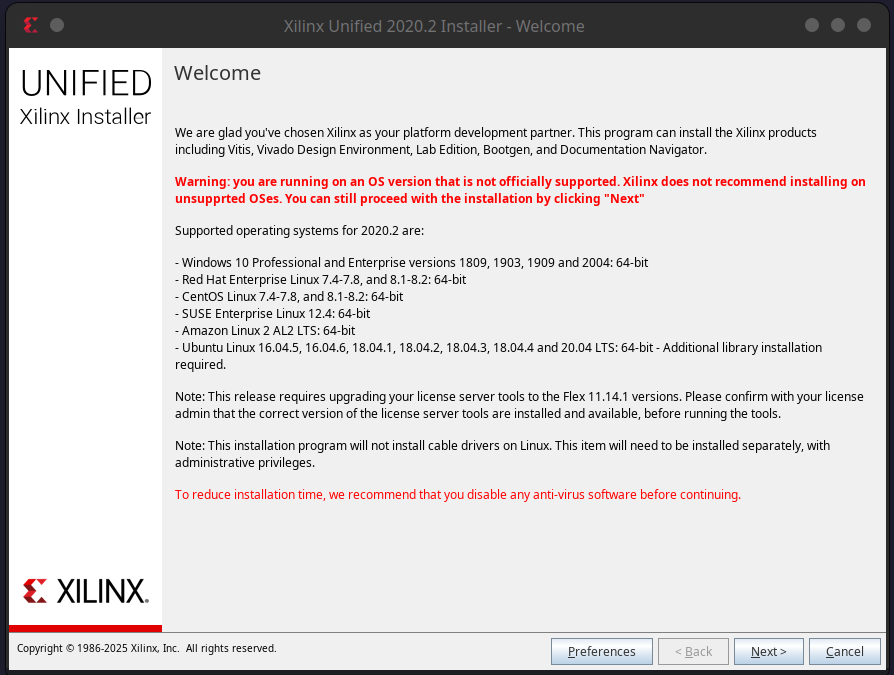 Xilinx Unified 2020.2 Installer - Welcome
UNIFIED
Xilinx Installer
Welcome
We are glad you've chosen Xilinx as your platform development partner. This program can install the Xilinx products
including Vitis, Vivado Design Environment, Lab Edition, Bootgen, and Documentation Navigator.
Warning: you are running on an OS version that is not officially supported. Xilinx does not recommend installing on
unsupprted OSes. You can still proceed with the installation by clicking "Next"
Supported operating systems for 2020.2 are:
- Windows 10 Professional and Enterprise versions 1809, 1903, 1909 and 2004: 64-bit
- Red Hat Enterprise Linux 7.4-7.8, and 8.1-8.2: 64-bit
- CentOS Linux 7.4-7.8, and 8.1-8.2: 64-bit
- SUSE Enterprise Linux 12.4: 64-bit
- Amazon Linux 2 AL2 LTS: 64-bit
- Ubuntu Linux 16.04.5, 16.04.6, 18.04.1, 18.04.2, 18.04.3, 18.04.4 and 20.04 LTS: 64-bit - Additional library installation
required.
Note: This release requires upgrading your license server tools to the Flex 11.14.1 versions. Please confirm with your license
admin that the correct version of the license server tools are installed and available, before running the tools.
Note: This installation program will not install cable drivers on Linux. This item will need to be installed separately, with
administrative privileges.
To reduce installation time, we recommend that you disable any anti-virus software before continuing.
XILINX.
Copyright © 1986-2025 Xilinx, Inc. All rights reserved.
Preferences
< Back
Next >
Cancel